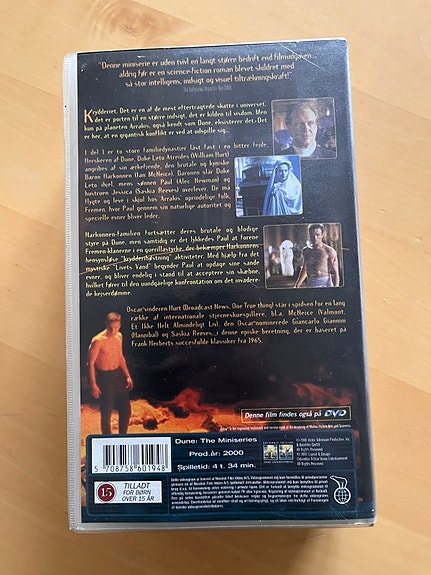 "Denne miniserie er uden tvivl en langt større bedrift end filmudgaven...
aldrig før er en science-fiction roman blevet skildret med
så stor intelligens, indsigt og visuel tiltrækningskraft!"
The Hollywood Reporter, Nov 2000
Krydderiet. Det er en af de mest eftertragtede skatte i universet,
det er porten til en større indsigt, det er kilden til visdom. Men
kun på planeten Arrakis, også kendt som Dune, eksisterer det. Det
er her, at en gigantisk konflikt er ved at udspille sig...
I del 1 er to store familiedynastier låst fast i en bitter fejde.
Herskeren af Dune, Duke Leto Atreides (William Hurt)
angribes af sin ærkefjende, den brutale og kyniske
Baron Harkonnen (Ian McNeice). Baronen slår Duke
Leto ihjel, mens sønnen Paul (Alec Newman) og
hustruen Jessica (Saskia Reeves) overlever. De må
flygte og leve i skjul hos Arrakis' oprindelige folk,
Fremen, hvor Paul gennem sin naturlige autoritet og
specielle evner bliver leder.
Harkonnen-familien fortsætter deres brutale og blodige
styre på Dune, men samtidig er det lykkedes Paul at forene
Fremen-klanerne i en guerillastyrke, der bekæmper Harkonnens
hensynsløse "krydderihøstning" aktiviteter. Med hjælp fra det
mystiske "Livets Vand" begynder Paul at opdage sine sande
evner, og bliver endelig i stand til at acceptere sin skæbne,
hvilket fører til den uundgåelige konfrontation om det invaderede
kejserdømme.
Oscar®vinderen Hurt (Broadcast News, One True thing) står i spidsen for en lang
række af internationale stjerneskuespillere, bl.a. McNeice (Valmont,
Et Ikke Helt Almindeligt Liv), den Oscar®nominerede Giancarlo Giannini
(Hannibal) og Saskia Reeves, i denne episke beretning, der er baseret på
Frank Herberts succesfulde klassiker fra 1965.
Denne film findes også på DVD
5 708758 601948
Dune: The Miniseries
Prod.år: 2000
Spilletid: 4 t. 34 min.
15
TILLADT
FOR BØRN
OVER 15 ÅR